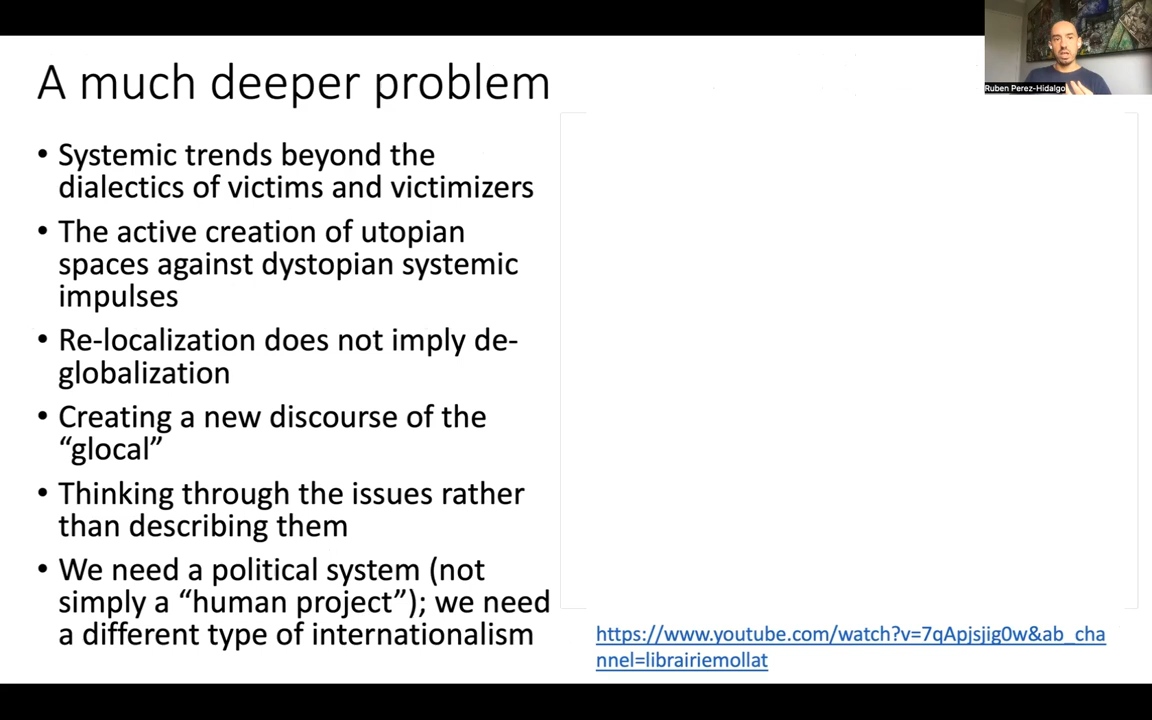 A much deeper problem
Ruben Perez-Hidalgo
• Systemic trends beyond the
dialectics of victims and victimizers
• The active creation of utopian
spaces against dystopian systemic
impulses
• Re-localization does not imply de-
globalization
• Creating a new discourse of the
“glocal”
• Thinking through the issues rather
than describing them
• We need a political system (not
simply a “human project”); we need
a different type of internationalism
https://www.youtube.com/watch?v=7qApjsjig0w&ab_cha
nnel=librairiemollat